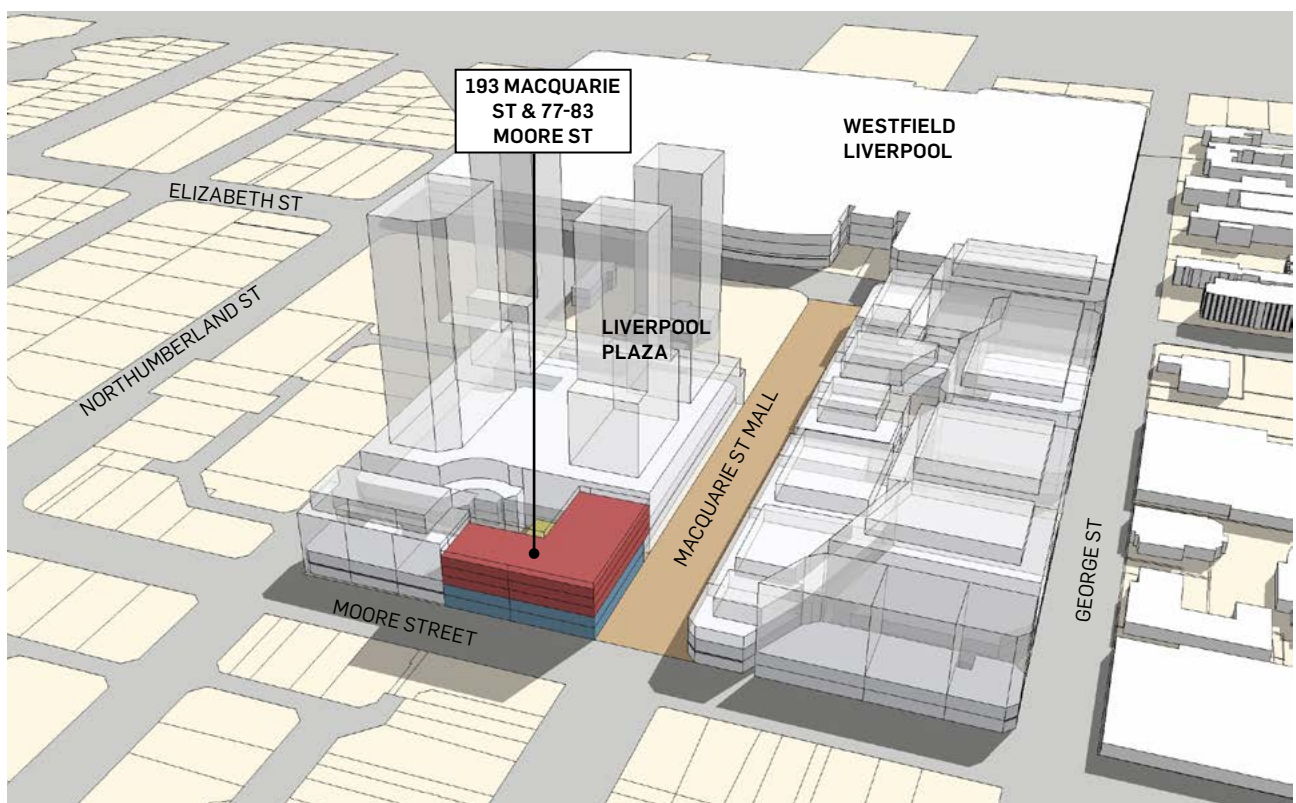 193 MACQUARIE
ST & 77-83
MOORE ST
WESTFIELD
LIVERPOOL
ELIZABETH ST
NORTHUMBERLAND ST
LIVERPOOL
PLAZA
MACQUARIE ST MALL
GEORGE ST
MOORE STREET